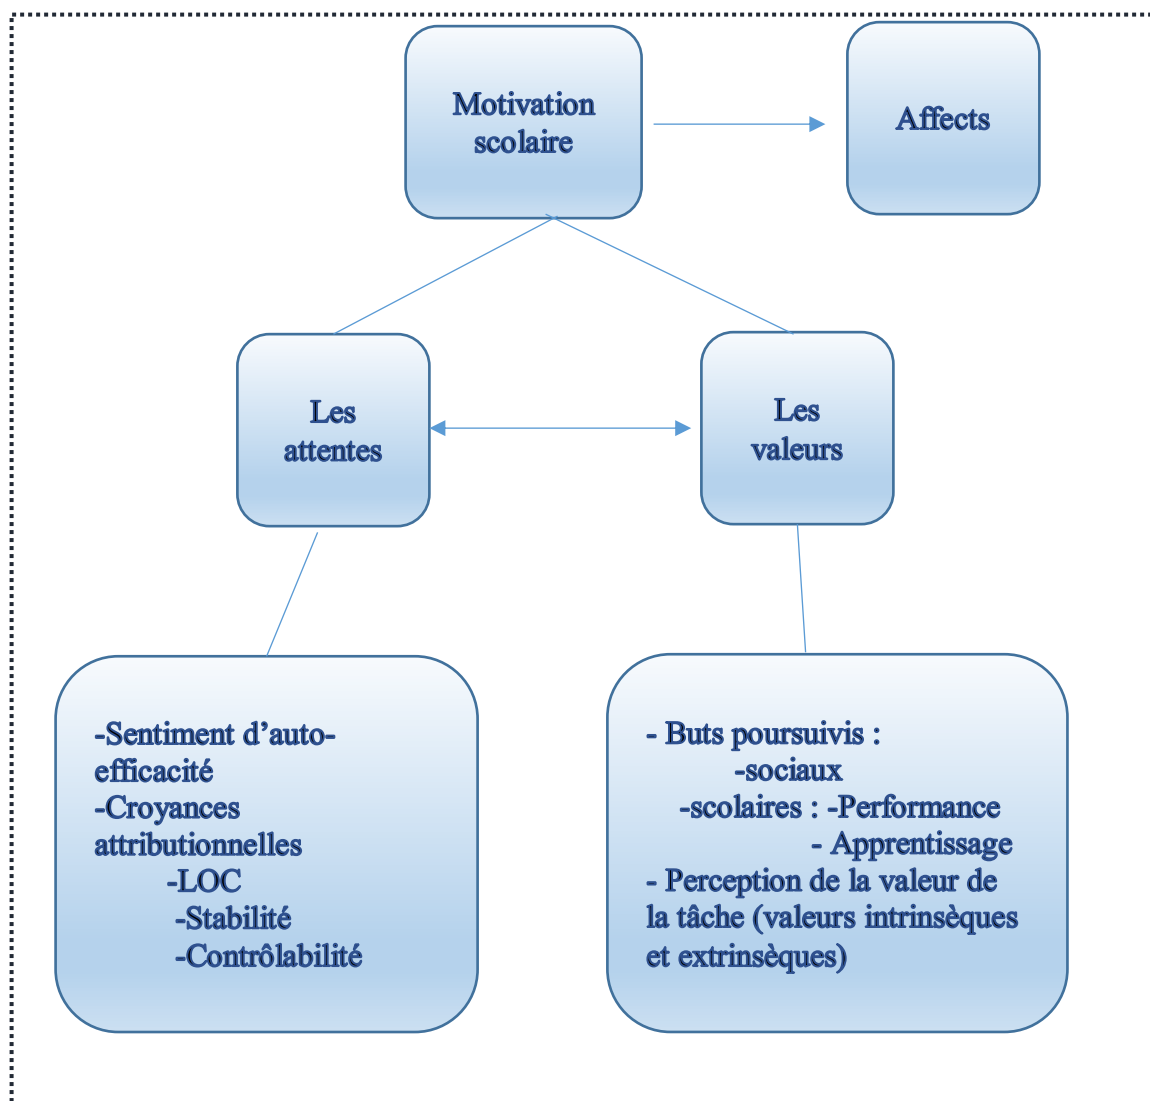 Motivation
scolaire
Affects
Les
attentes
Les
valeurs
-Sentiment d’auto-
efficacité
-Croyances
attributionnelles
-LOC
-Stabilité
-Contrôlabilité
- Buts poursuivis :
-sociaux
-scolaires : -Performance
- Apprentissage
- Perception de la valeur de
la tâche (valeurs intrinsèques
et extrinsèques)